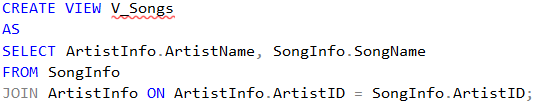 CREATE VIEW V_Songs
AS
SELECT ArtistInfo.ArtistName, SongInfo.SongName
FROM SongInfo
JOIN ArtistInfo ON ArtistInfo.ArtistID = SongInfo.ArtistID;